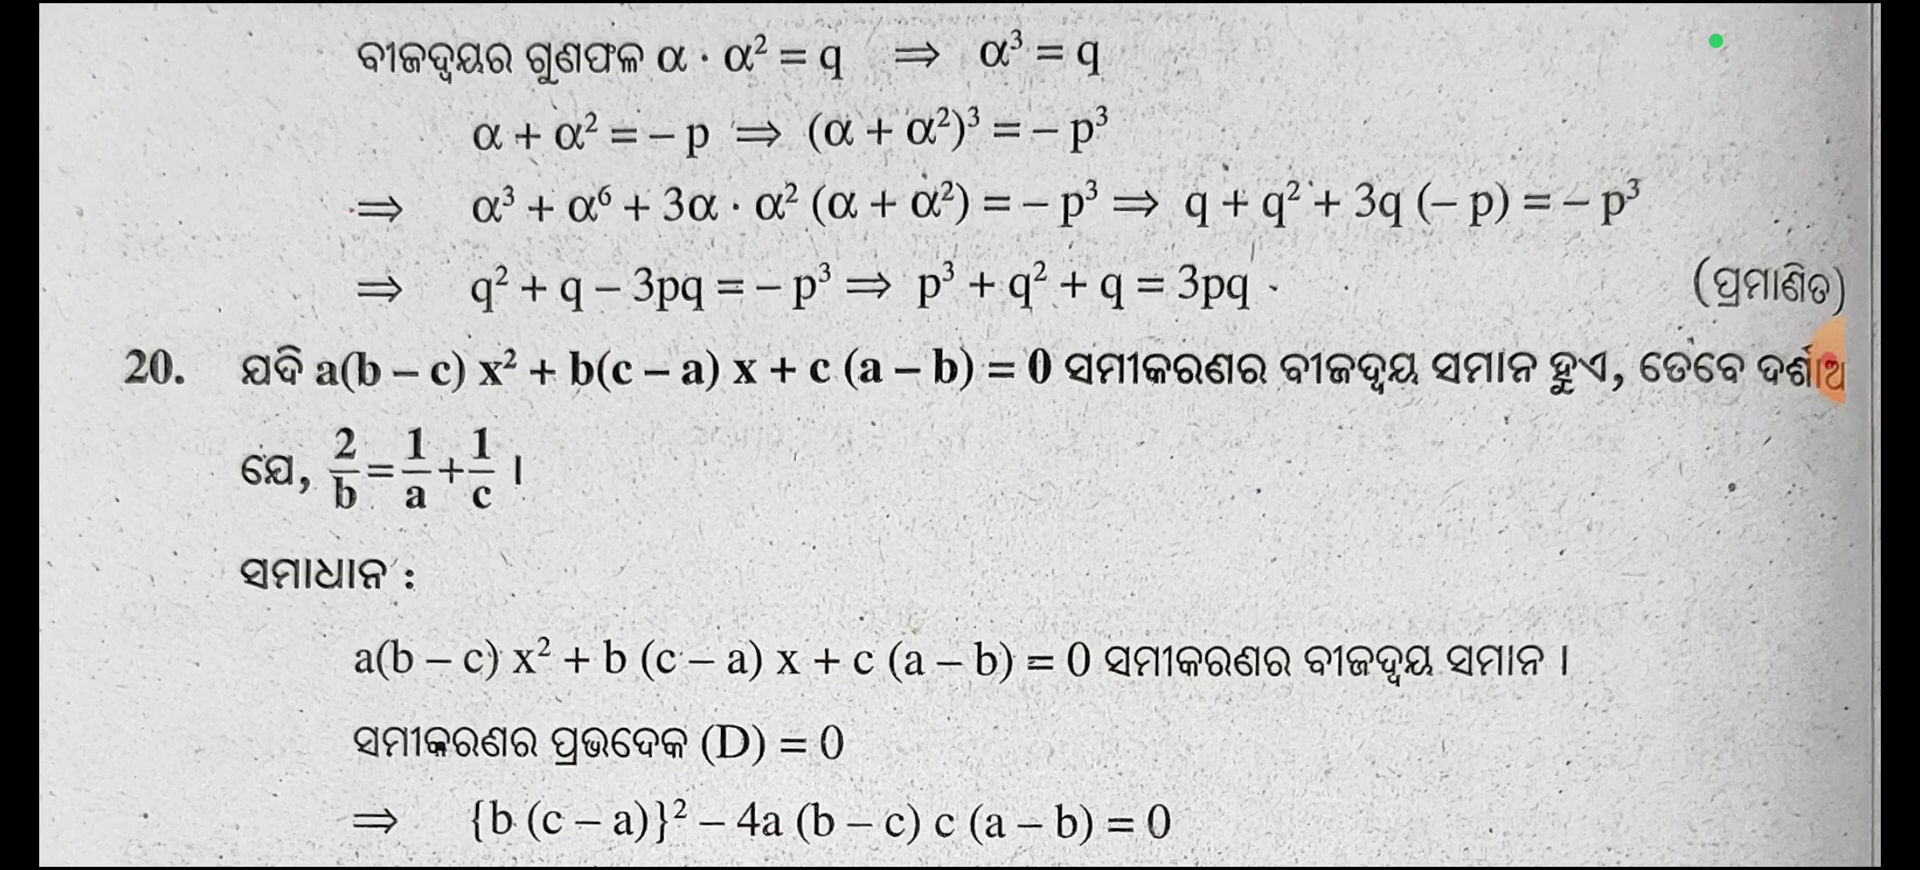 ବୀଜଦ୍ୱୟର ଗୁଣଫଳ α · α² = q ⇒ α³ = q
α + α² = – p ⇒ (α + α²)³ = – p³
⇒ α³ + α⁶ + 3α · α² (α + α²) = – p³ ⇒ q + q² + 3q (– p) = – p³
⇒ q² + q – 3pq = – p³ ⇒ p³ + q² + q = 3pq · (ପ୍ରମାଣିତ)
20. ଯଦି a(b – c) x² + b(c – a) x + c (a – b) = 0 ସମୀକରଣର ବୀଜଦ୍ୱୟ ସମାନ ହୁଏ, ତେବେ ଦର୍ଶାଅ
ଯେ, 2/b = 1/a + 1/c ।
ସମାଧାନ :
a(b – c) x² + b (c – a) x + c (a – b) = 0 ସମୀକରଣର ବୀଜଦ୍ୱୟ ସମାନ ।
ସମୀକରଣର ପ୍ରଭଦେକ (D) = 0
⇒ {b (c – a)}² – 4a (b – c) c (a – b) = 0